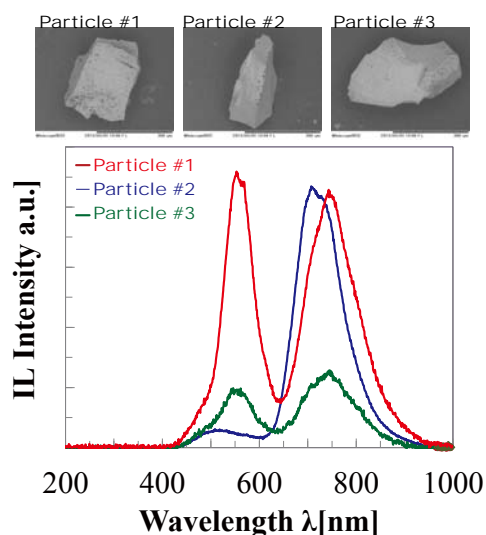 Particle #1
Particle #2
Particle #3
Particle #1
Particle #2
Particle #3
IL Intensity a.u.
200 400 600 800 1000
Wavelength λ[nm]